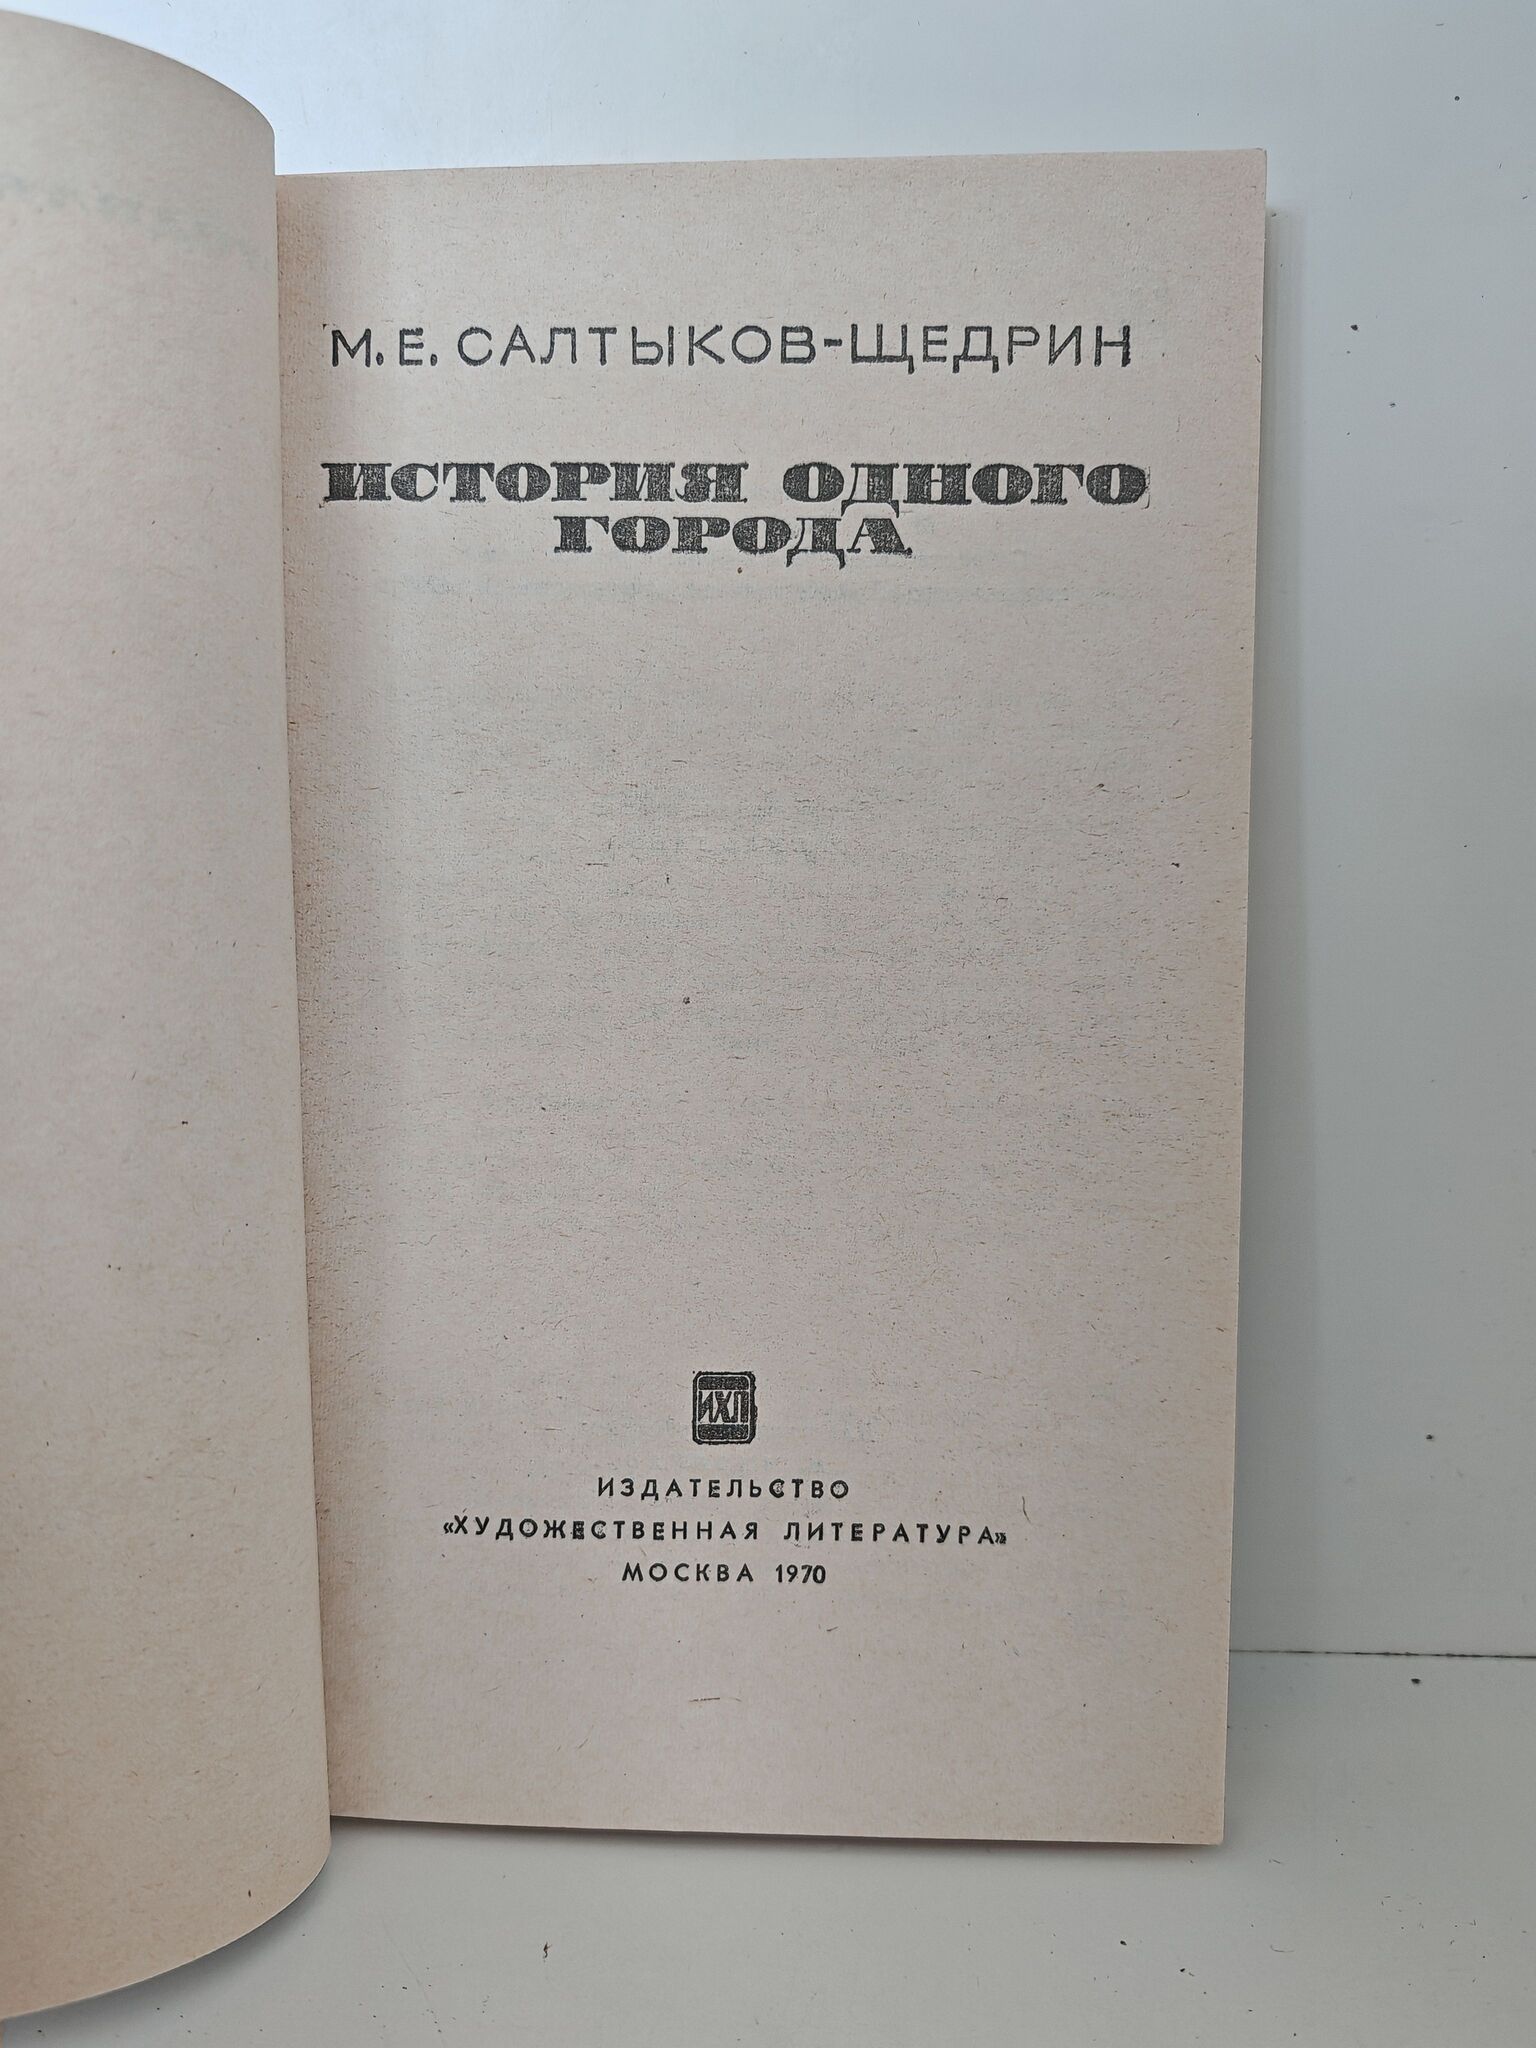 М. Е. САЛТЫКОВ-ЩЕДРИН
ИСТОРИЯ ОДНОГО
ГОРОДА
ИХЛ
ИЗДАТЕЛЬСТВО
«ХУДОЖЕСТВЕННАЯ ЛИТЕРАТУРА»
МОСКВА 1970